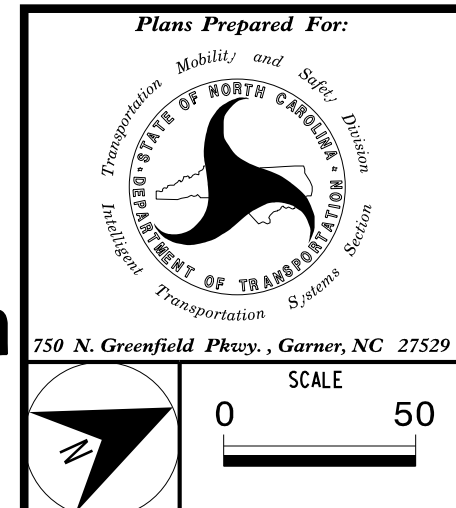 Plans Prepared For:
Transportation Mobility and Safety Division
STATE OF NORTH CAROLINA
DEPARTMENT OF TRANSPORTATION
Intelligent Transportation Systems Section
750 N. Greenfield Pkwy. , Garner, NC 27529
SCALE
0 50
N